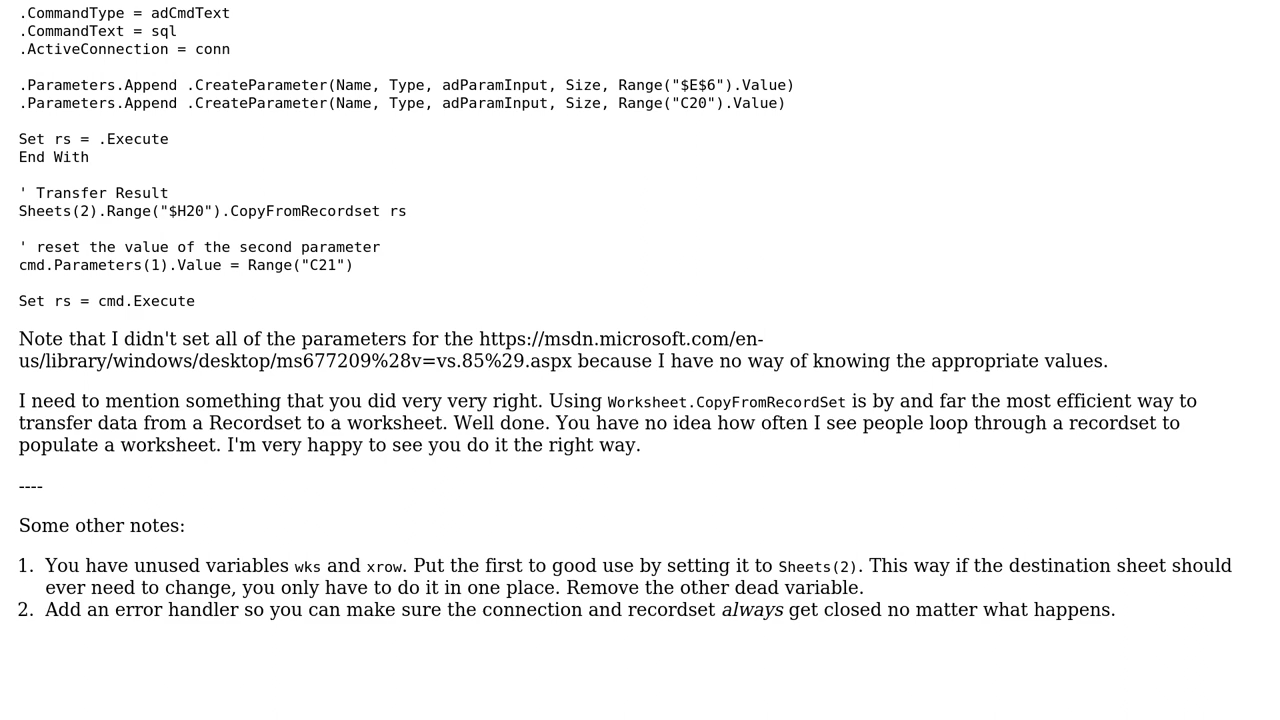 .CommandType = adCmdText
.CommandText = sql
.ActiveConnection = conn
.Parameters.Append .CreateParameter(Name, Type, adParamInput, Size, Range("$E$6").Value)
.Parameters.Append .CreateParameter(Name, Type, adParamInput, Size, Range("C20").Value)
Set rs = .Execute
End With
' Transfer Result
Sheets(2).Range("$H20").CopyFromRecordset rs
' reset the value of the second parameter
cmd.Parameters(1).Value = Range("C21")
Set rs = cmd.Execute
Note that I didn't set all of the parameters for the https://msdn.microsoft.com/en-
us/library/windows/desktop/ms677209%28v=vs.85%29.aspx because I have no way of knowing the appropriate values.
I need to mention something that you did very very right. Using Worksheet.CopyFromRecordSet is by and far the most efficient way to
transfer data from a Recordset to a worksheet. Well done. You have no idea how often I see people loop through a recordset to
populate a worksheet. I'm very happy to see you do it the right way.
----
Some other notes:
1. You have unused variables wks and xrow. Put the first to good use by setting it to Sheets(2). This way if the destination sheet should
ever need to change, you only have to do it in one place. Remove the other dead variable.
2. Add an error handler so you can make sure the connection and recordset always get closed no matter what happens.